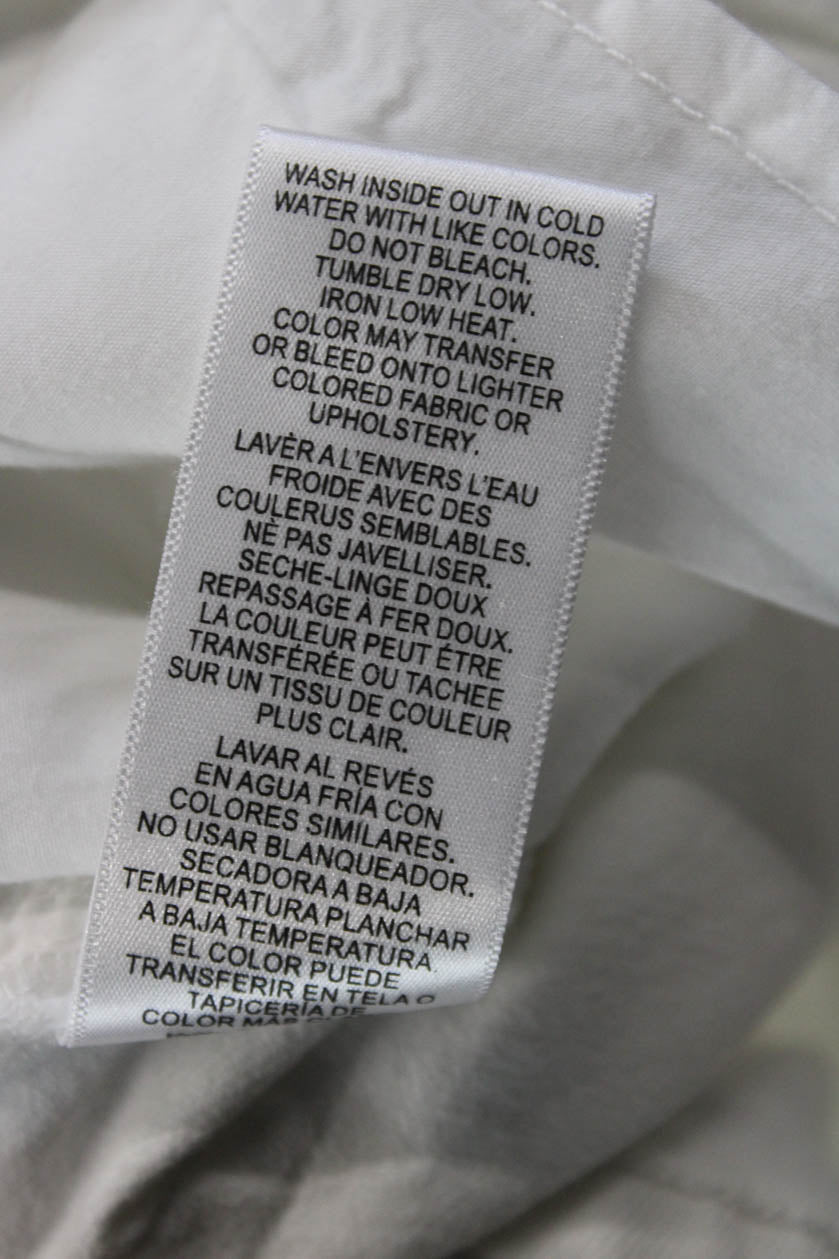 WASH INSIDE OUT IN COLD
WATER WITH LIKE COLORS.
DO NOT BLEACH.
TUMBLE DRY LOW.
IRON LOW HEAT.
COLOR MAY TRANSFER
OR BLEED ONTO LIGHTER
COLORED FABRIC OR
UPHOLSTERY.
LAVÈR A L'ENVERS L'EAU
FROIDE AVEC DES
COULERUS SEMBLABLES.
NÈ PAS JAVELLISER.
SECHE-LINGE DOUX
REPASSAGE À FER DOUX.
LA COULEUR PEUT ÉTRE
TRANSFÉRÉE OU TACHEE
SUR UN TISSU DE COULEUR
PLUS CLAIR.
LAVAR AL REVÉS
EN AGUA FRÍA CON
COLORES SIMILARES.
NO USAR BLANQUEADOR.
SECADORA A BAJA
TEMPERATURA PLANCHAR
A BAJA TEMPERATURA.
EL COLOR PUEDE
TRANSFERIR EN TELA O
TAPICERÍA DE
COLOR MÁS